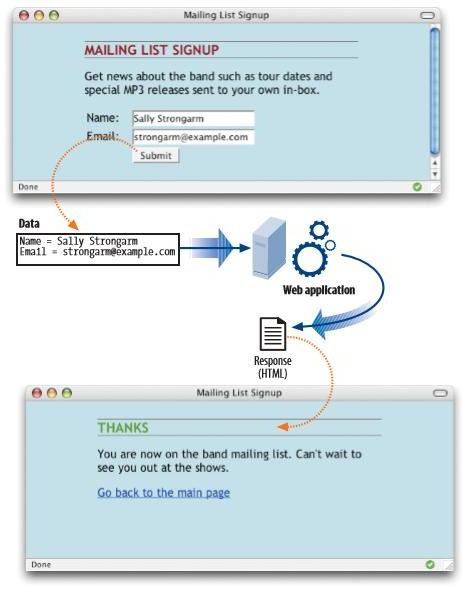 Mailing List Signup
MAILING LIST SIGNUP
Get news about the band such as tour dates and
special MP3 releases sent to your own in-box.
Name: Sally Strongarm
Email: strongarm@example.com
Submit
Done
Data
Name = Sally Strongarm
Email = strongarm@example.com
Web application
Response
(HTML)
Mailing List Signup
THANKS
You are now on the band mailing list. Can't wait to
see you out at the shows.
Go back to the main page
Done